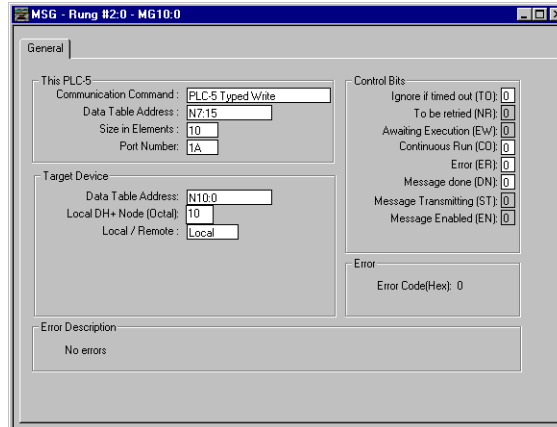 MSG - Rung #2:0 - MG10:0
General
This PLC-5
Communication Command : PLC-5 Typed Write
Data Table Address : N7:15
Size in Elements : 10
Port Number: 1A
Target Device
Data Table Address: N10:0
Local DH+ Node (Octal): 10
Local / Remote : Local
Control Bits
Ignore if timed out (TO): 0
To be retried (NR): 0
Awaiting Execution (EW): 0
Continuous Run (CO): 0
Error (ER): 0
Message done (DN): 0
Message Transmitting (ST): 0
Message Enabled (EN): 0
Error
Error Code(Hex): 0
Error Description
No errors